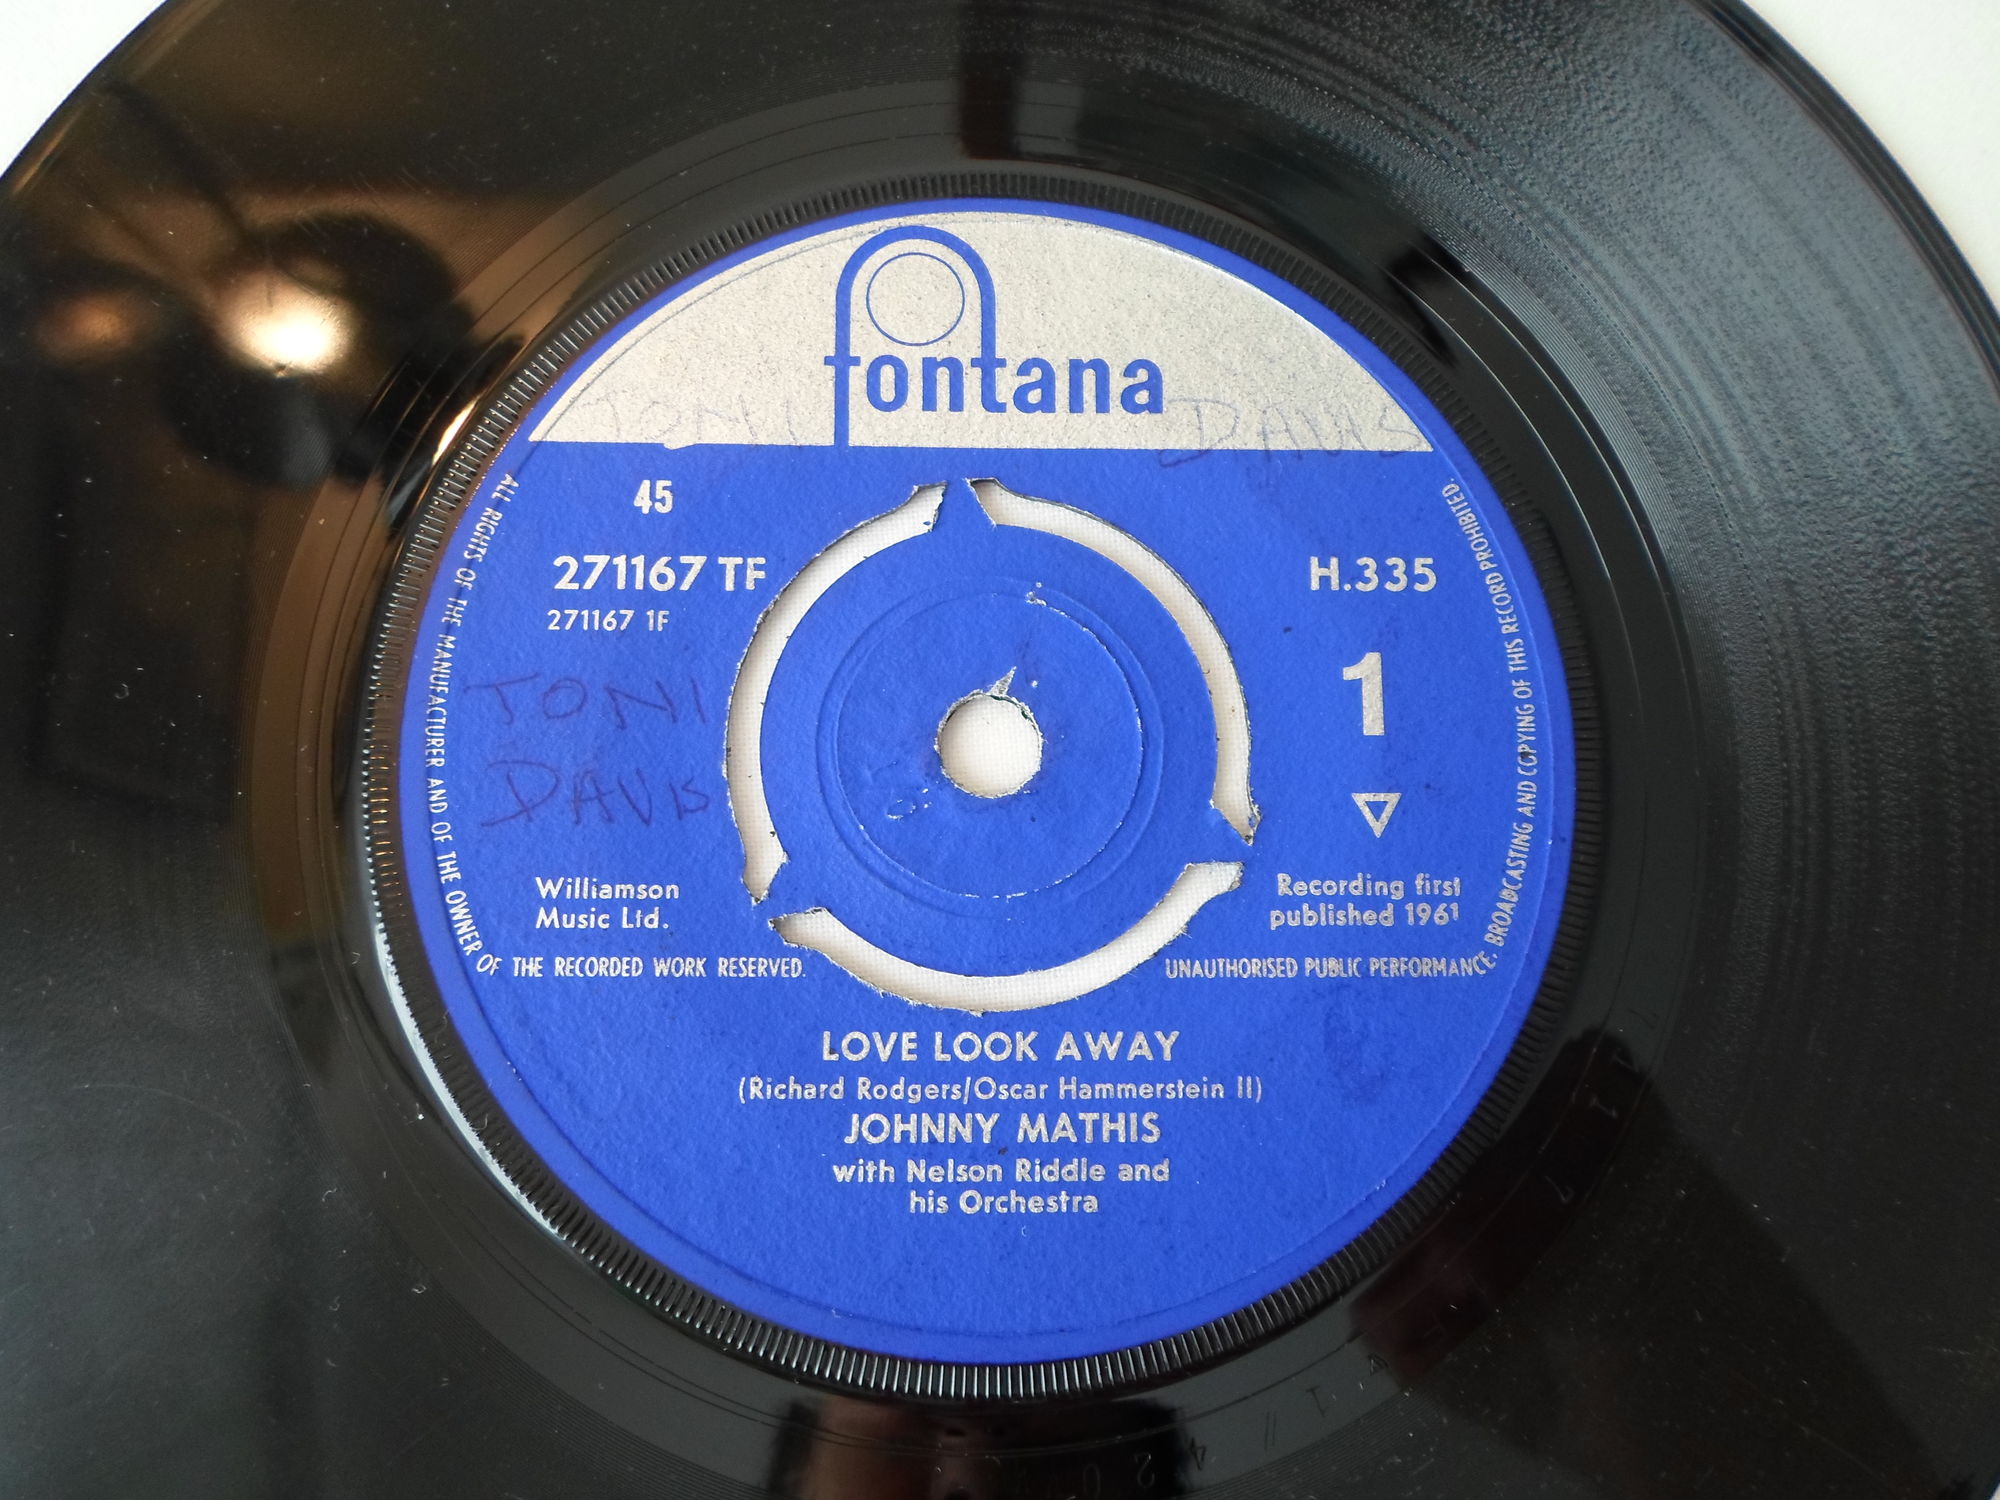 fontana
TONI DAVIS
45
271167 TF
271167 1F
H.335
1
TONI
DAVIS
Williamson
Music Ltd.
Recording first
published 1961
ALL RIGHTS OF THE MANUFACTURER AND OF THE OWNER OF THE RECORDED WORK RESERVED.
UNAUTHORISED PUBLIC PERFORMANCE, BROADCASTING AND COPYING OF THIS RECORD PROHIBITED.
LOVE LOOK AWAY
(Richard Rodgers/Oscar Hammerstein II)
JOHNNY MATHIS
with Nelson Riddle and
his Orchestra